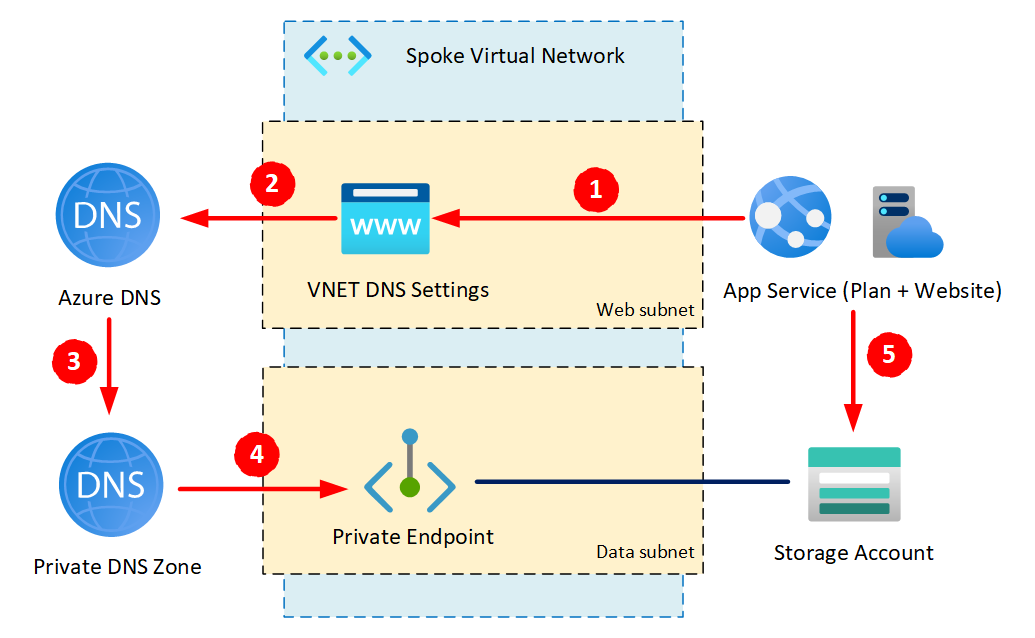 Spoke Virtual Network
1
2
DNS
www
VNET DNS Settings
Web subnet
Azure DNS
App Service (Plan + Website)
3
5
4
DNS
Private Endpoint
Data subnet
Private DNS Zone
Storage Account